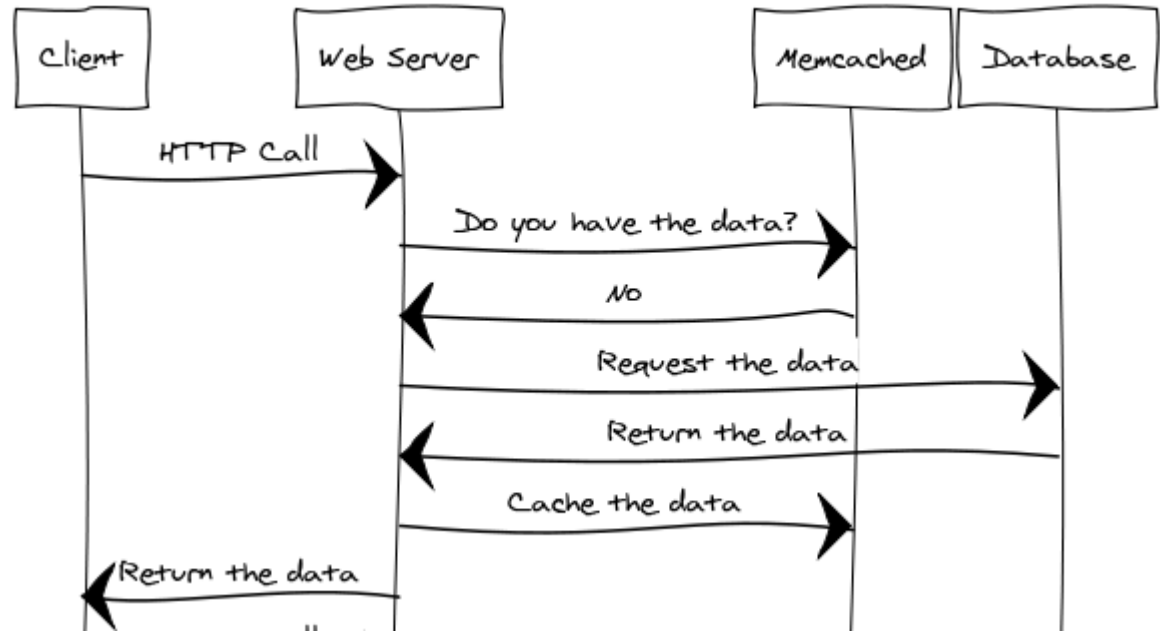 Client
Web Server
Memcached
Database
HTTP Call
Do you have the data?
No
Request the data
Return the data
Cache the data
Return the data